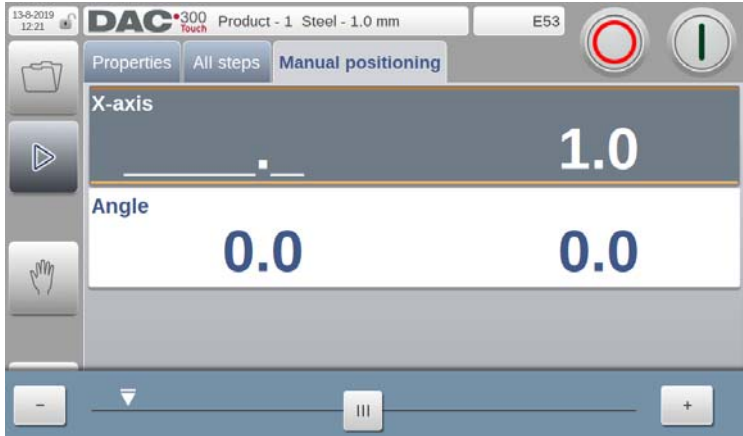 13-8-2019
12:21
DAC•300 Touch Product - 1 Steel - 1.0 mm E53
Properties All steps Manual positioning
X-axis
______._ 1.0
Angle
0.0 0.0
- +